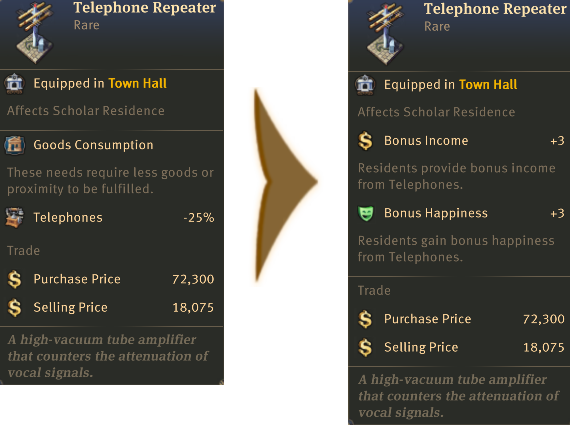 Telephone Repeater
Rare
Equipped in Town Hall
Affects Scholar Residence
Goods Consumption
These needs require less goods or
proximity to be fulfilled.
Telephones -25%
Trade
Purchase Price 72,300
Selling Price 18,075
A high-vacuum tube amplifier
that counters the attenuation of
vocal signals.
Telephone Repeater
Rare
Equipped in Town Hall
Affects Scholar Residence
Bonus Income +3
Residents provide bonus income
from Telephones.
Bonus Happiness +3
Residents gain bonus happiness
from Telephones.
Trade
Purchase Price 72,300
Selling Price 18,075
A high-vacuum tube amplifier
that counters the attenuation of
vocal signals.